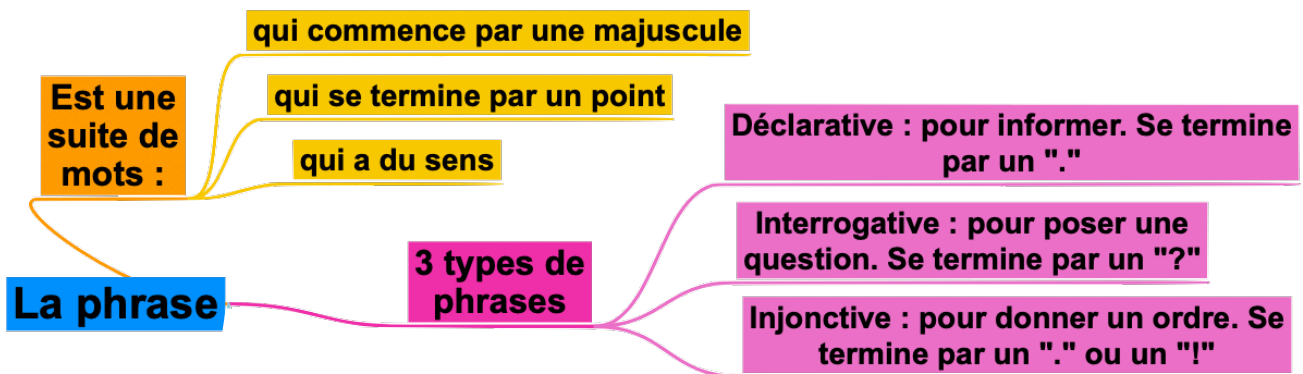 La phrase
Est une
suite de
mots :
qui commence par une majuscule
qui se termine par un point
qui a du sens
3 types de
phrases
Déclarative : pour informer. Se termine
par un "."
Interrogative : pour poser une
question. Se termine par un "?"
Injonctive : pour donner un ordre. Se
termine par un "." ou un "!"